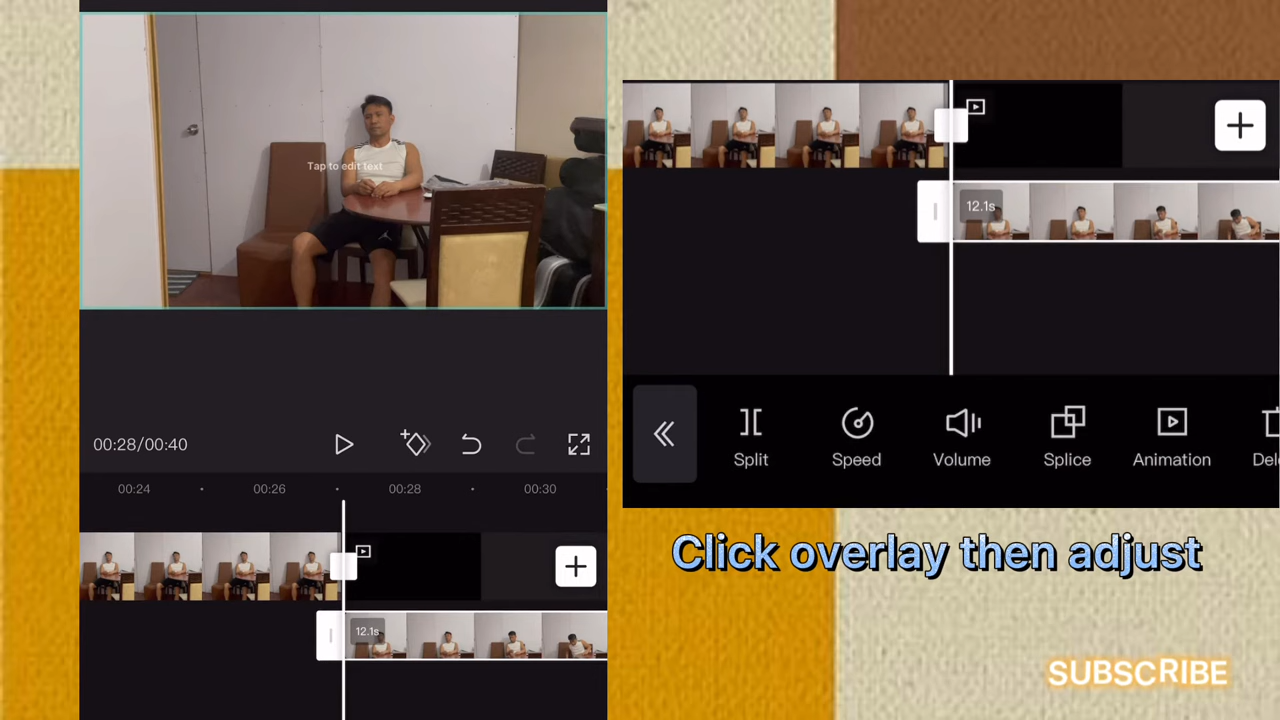 Tap to edit text
00:28/00:40
00:24
00:26
00:28
00:30
12.1s
12.1s
Split
Speed
Volume
Splice
Animation
Del
Click overlay then adjust
SUBSCRIBE